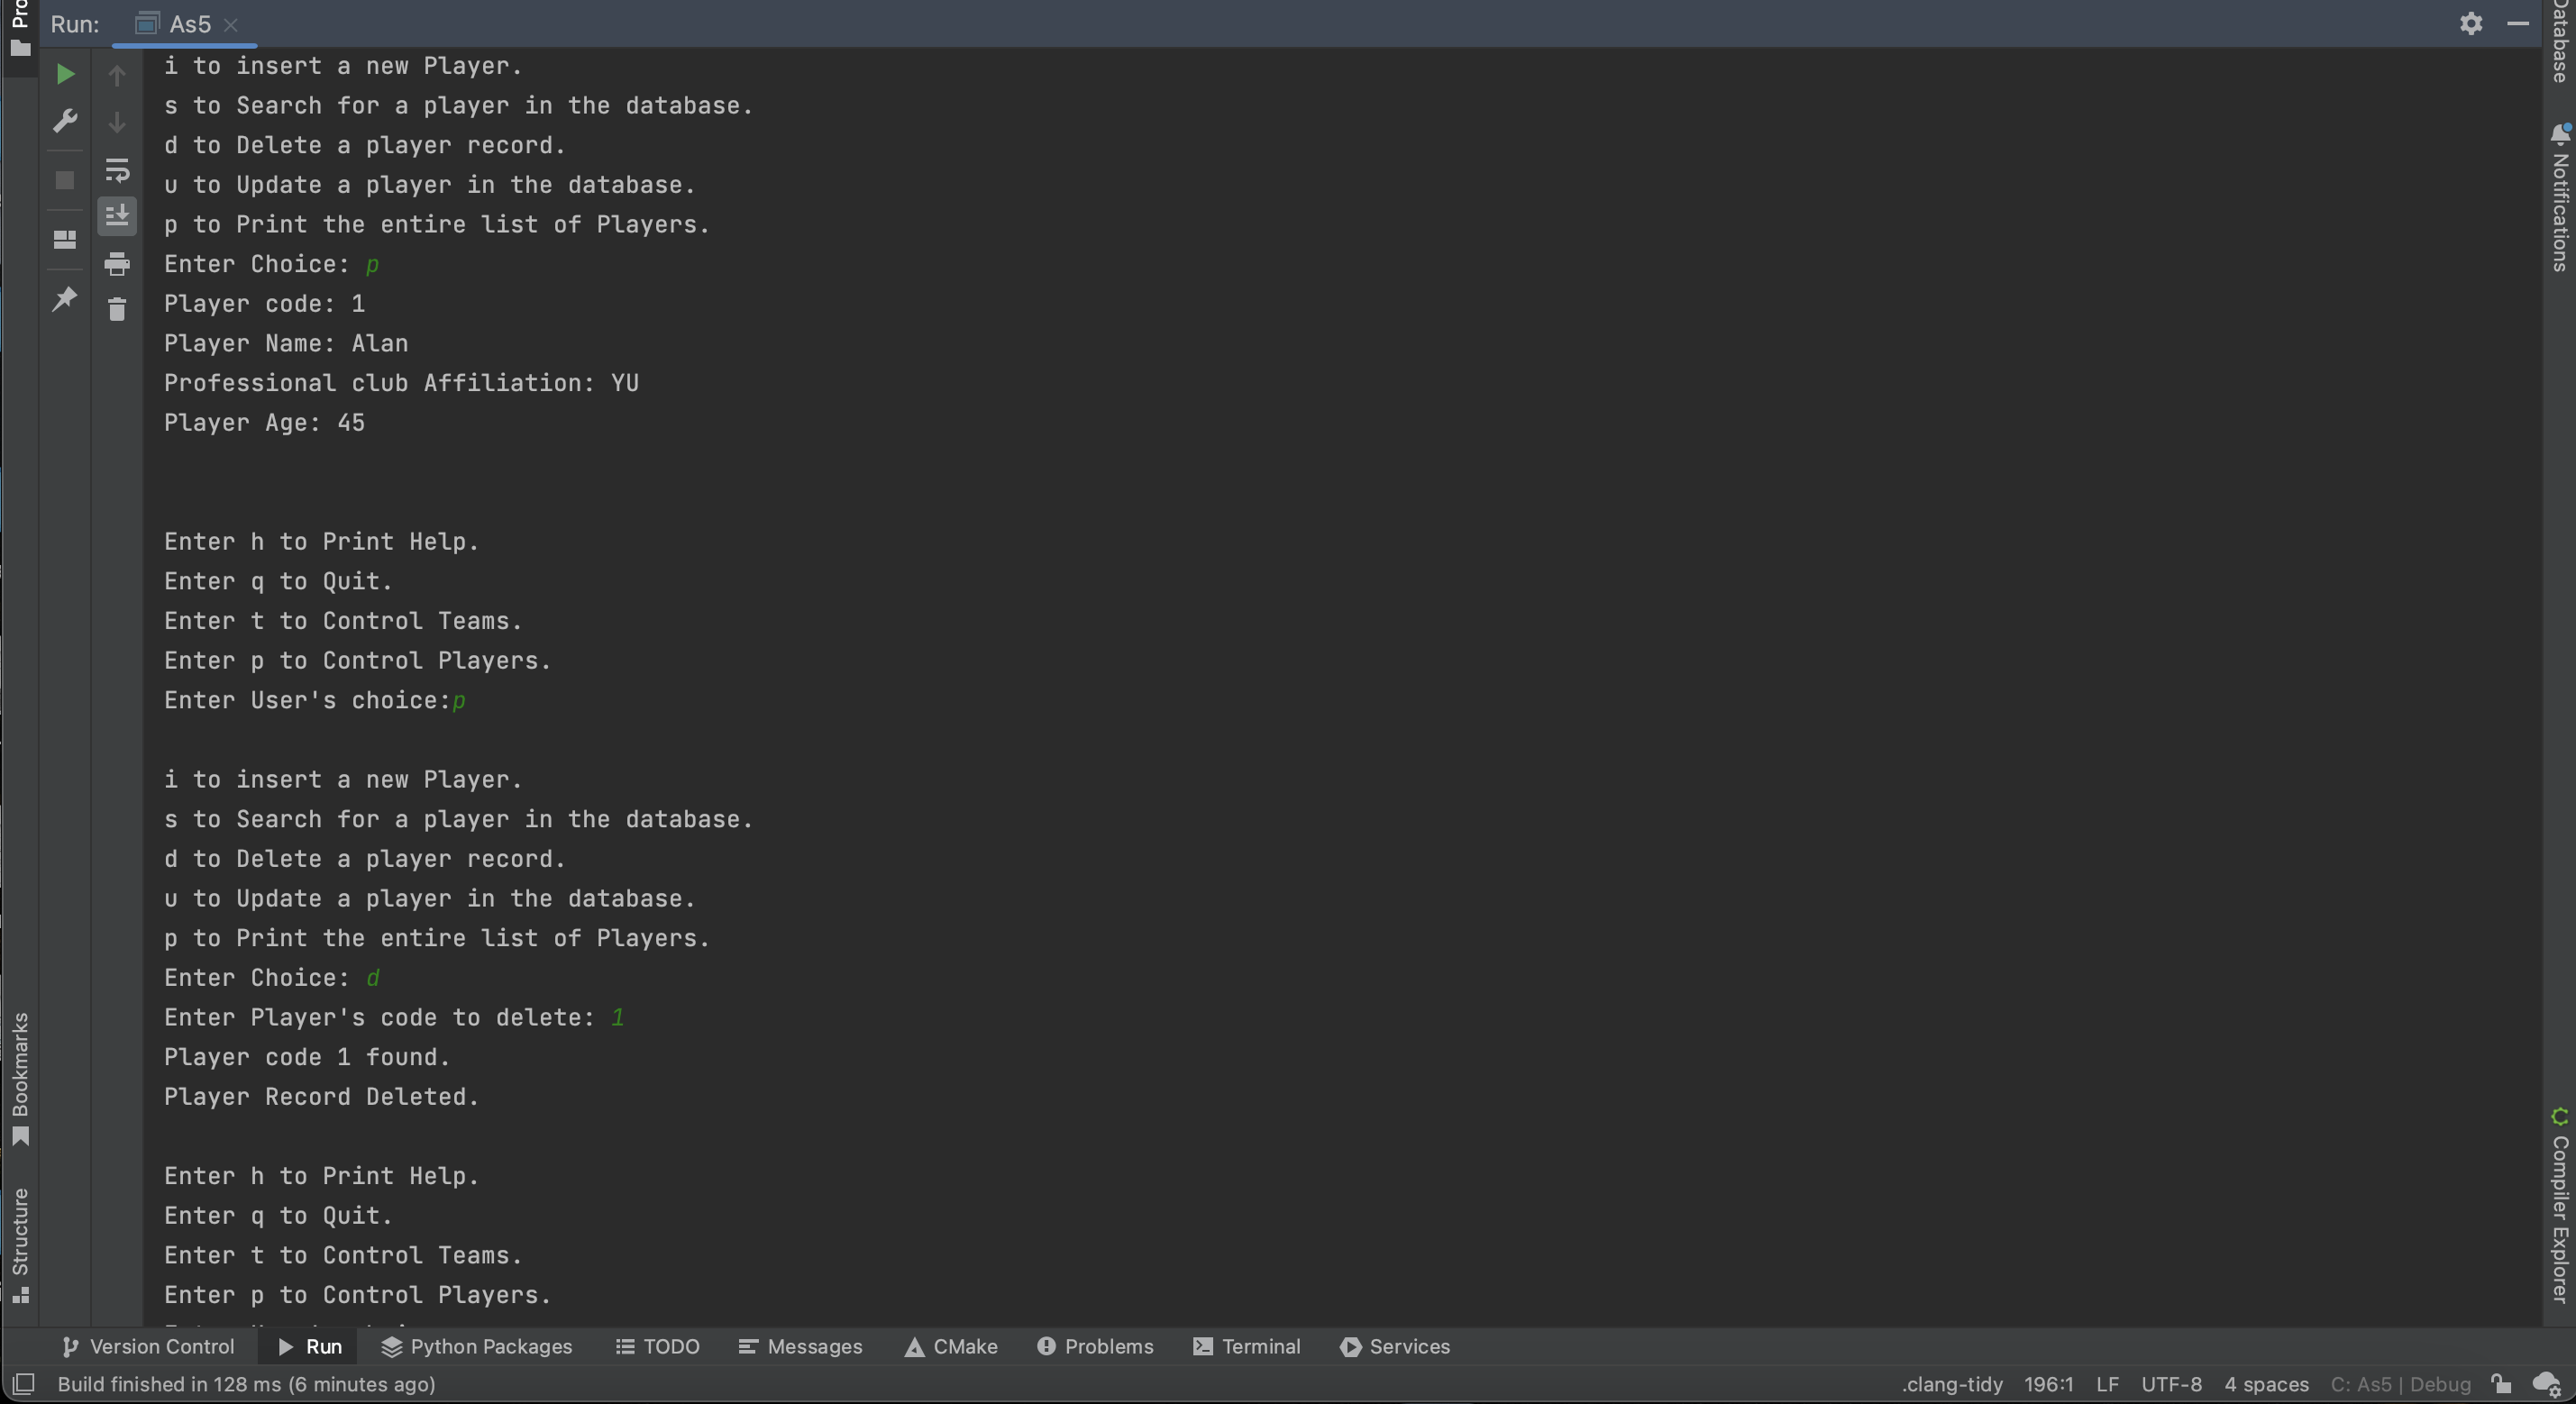 Pro
Run: As5
i to insert a new Player.
s to Search for a player in the database.
d to Delete a player record.
u to Update a player in the database.
p to Print the entire list of Players.
Enter Choice: p
Player code: 1
Player Name: Alan
Professional club Affiliation: YU
Player Age: 45
Enter h to Print Help.
Enter q to Quit.
Enter t to Control Teams.
Enter p to Control Players.
Enter User's choice:p
i to insert a new Player.
s to Search for a player in the database.
d to Delete a player record.
u to Update a player in the database.
p to Print the entire list of Players.
Enter Choice: d
Enter Player's code to delete: 1
Player code 1 found.
Player Record Deleted.
Enter h to Print Help.
Enter q to Quit.
Enter t to Control Teams.
Enter p to Control Players.
Bookmarks
Structure
Database
Notifications
Compiler Explorer
Version Control Run Python Packages TODO Messages CMake Problems Terminal Services
Build finished in 128 ms (6 minutes ago) .clang-tidy 196:1 LF UTF-8 4 spaces C: As5 | Debug